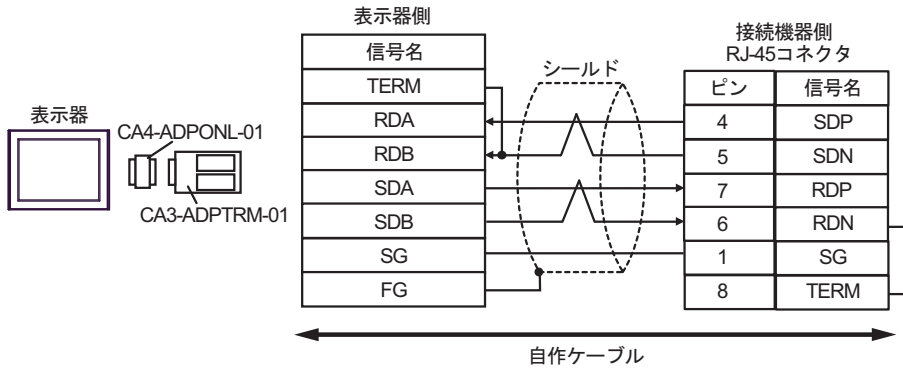 表示器
CA4-ADPONL-01
CA3-ADPTRM-01
表示器側
信号名
TERM
RDA
RDB
SDA
SDB
SG
FG
シールド
接続機器側
RJ-45コネクタ
ピン 信号名
4 SDP
5 SDN
7 RDP
6 RDN
1 SG
8 TERM
自作ケーブル